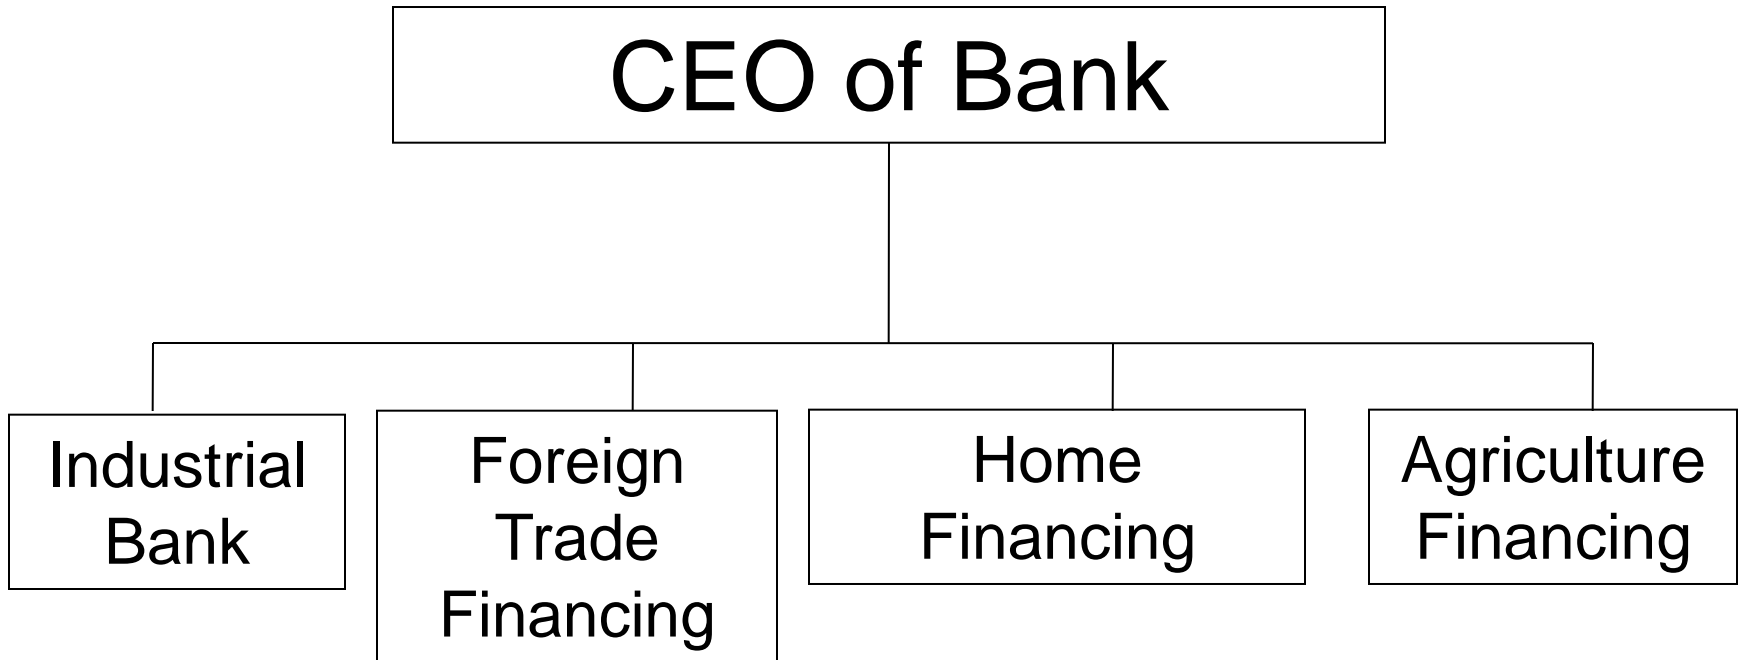 CEO of Bank
Industrial
Bank
Foreign
Trade
Financing
Home
Financing
Agriculture
Financing